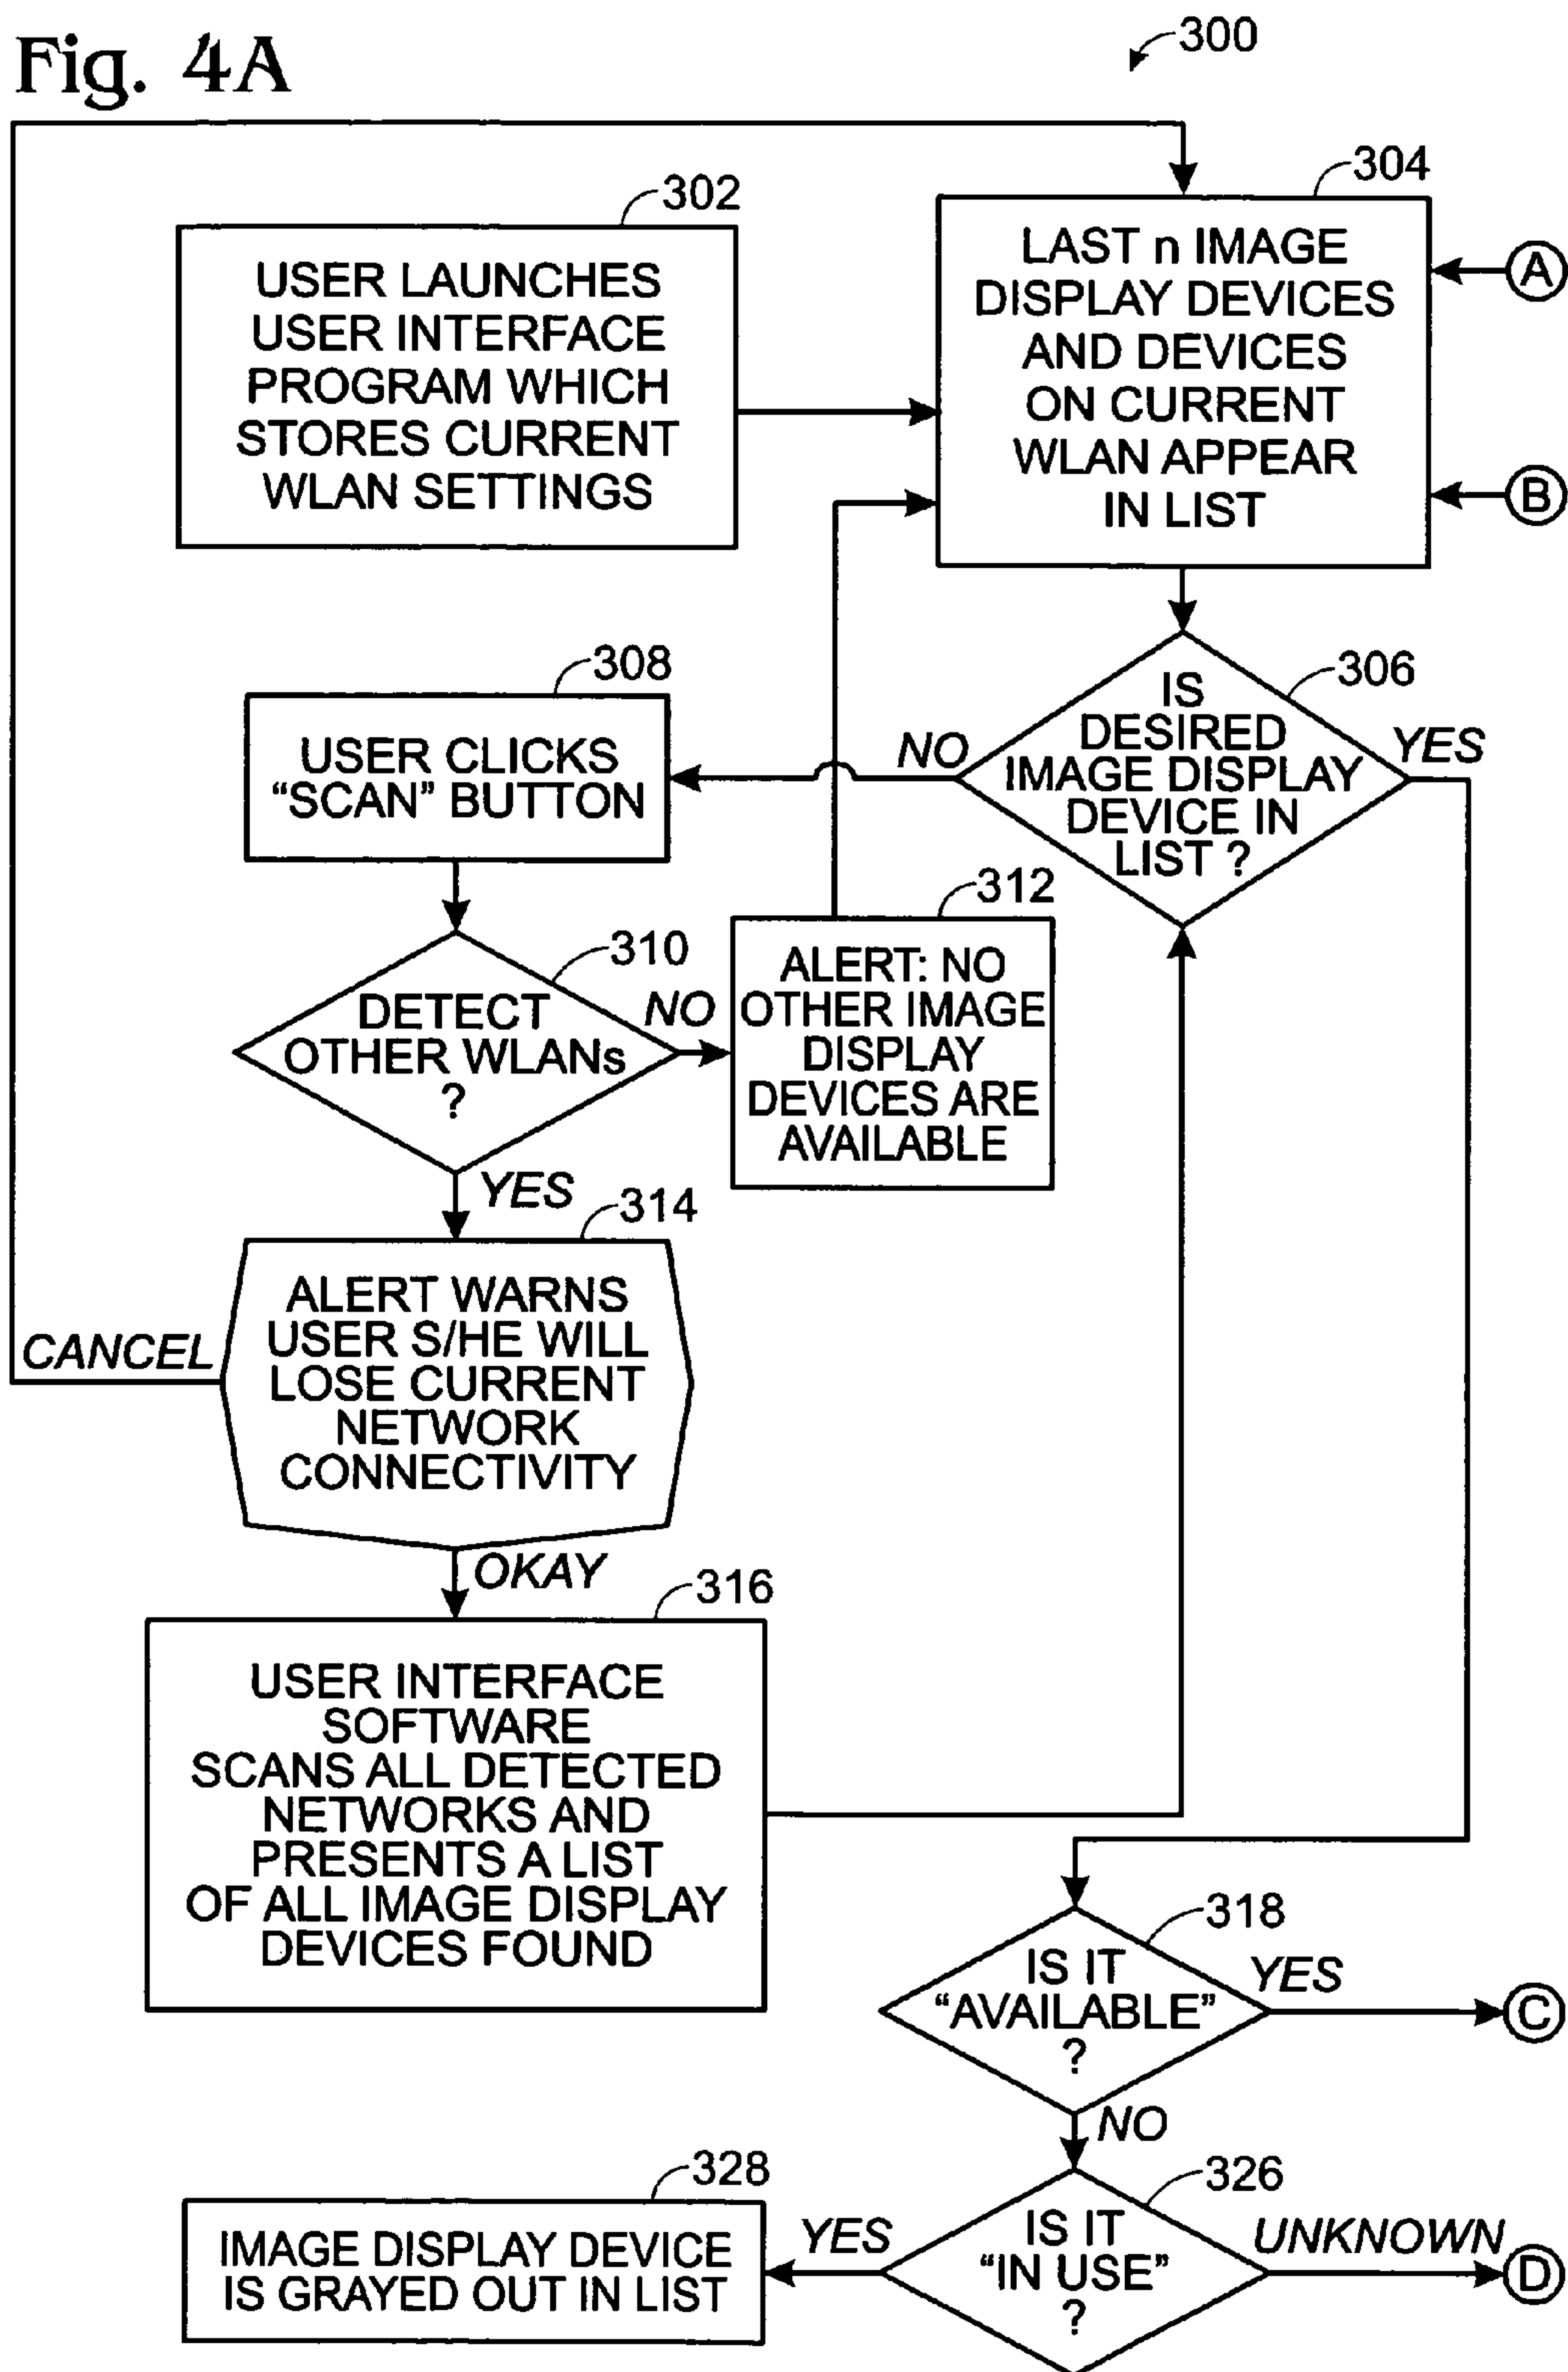 Fig. 4A
300
302
USER LAUNCHES
USER INTERFACE
PROGRAM WHICH
STORES CURRENT
WLAN SETTINGS
304
LAST n IMAGE
DISPLAY DEVICES
AND DEVICES
ON CURRENT
WLAN APPEAR
IN LIST
A
B
306
IS
DESIRED
IMAGE DISPLAY
DEVICE IN
LIST ?
NO
YES
308
USER CLICKS
“SCAN” BUTTON
310
DETECT
OTHER WLANs
?
NO
YES
312
ALERT: NO
OTHER IMAGE
DISPLAY
DEVICES ARE
AVAILABLE
314
ALERT WARNS
USER S/HE WILL
LOSE CURRENT
NETWORK
CONNECTIVITY
CANCEL
OKAY
316
USER INTERFACE
SOFTWARE
SCANS ALL DETECTED
NETWORKS AND
PRESENTS A LIST
OF ALL IMAGE DISPLAY
DEVICES FOUND
318
IS IT
“AVAILABLE”
?
YES
C
NO
326
IS IT
“IN USE”
?
UNKNOWN
D
YES
328
IMAGE DISPLAY DEVICE
IS GRAYED OUT IN LIST